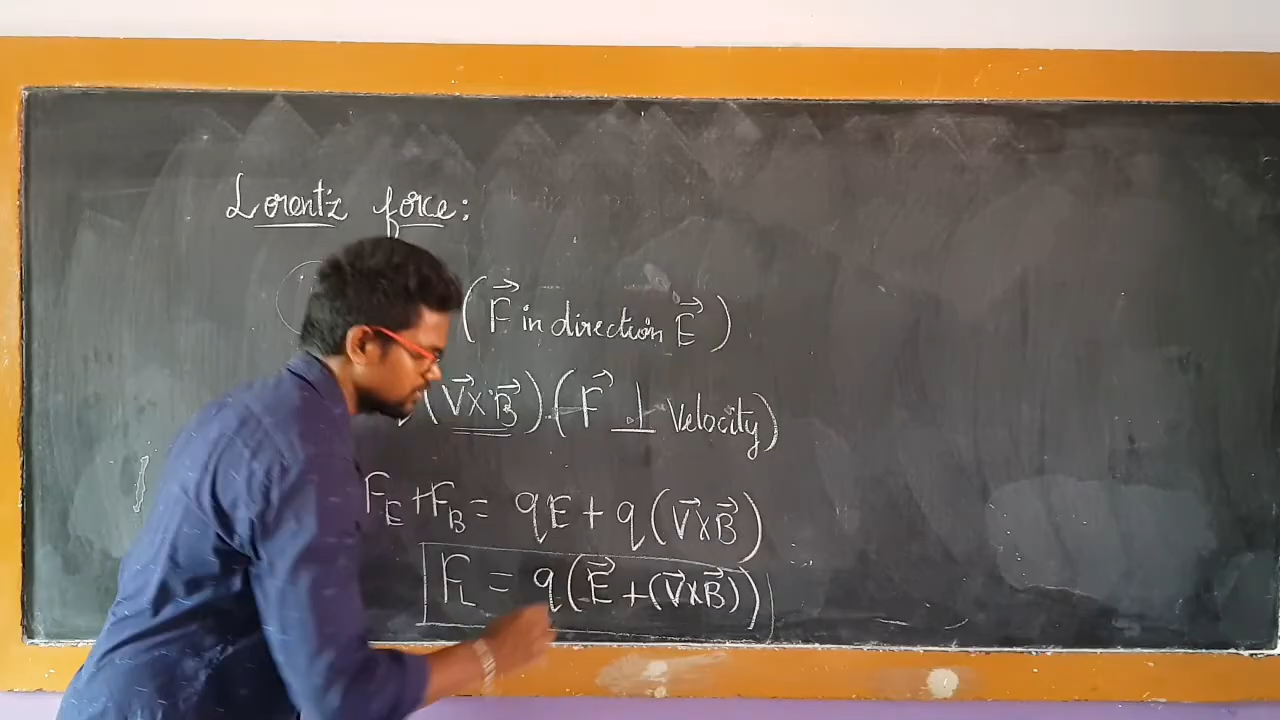 Lorentz force:
(F⃗ in direction E⃗)
(V⃗ × B⃗) · (F⃗ ⊥ Velocity)
F_E + F_B = qE + q(V⃗ × B⃗)
F_L = q(E⃗ + (V⃗ × B⃗))